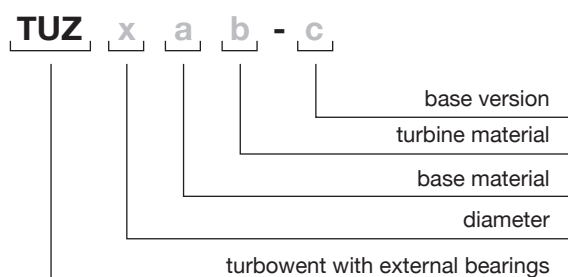 TUZ x a b - c
base version
turbine material
base material
diameter
turbowent with external bearings